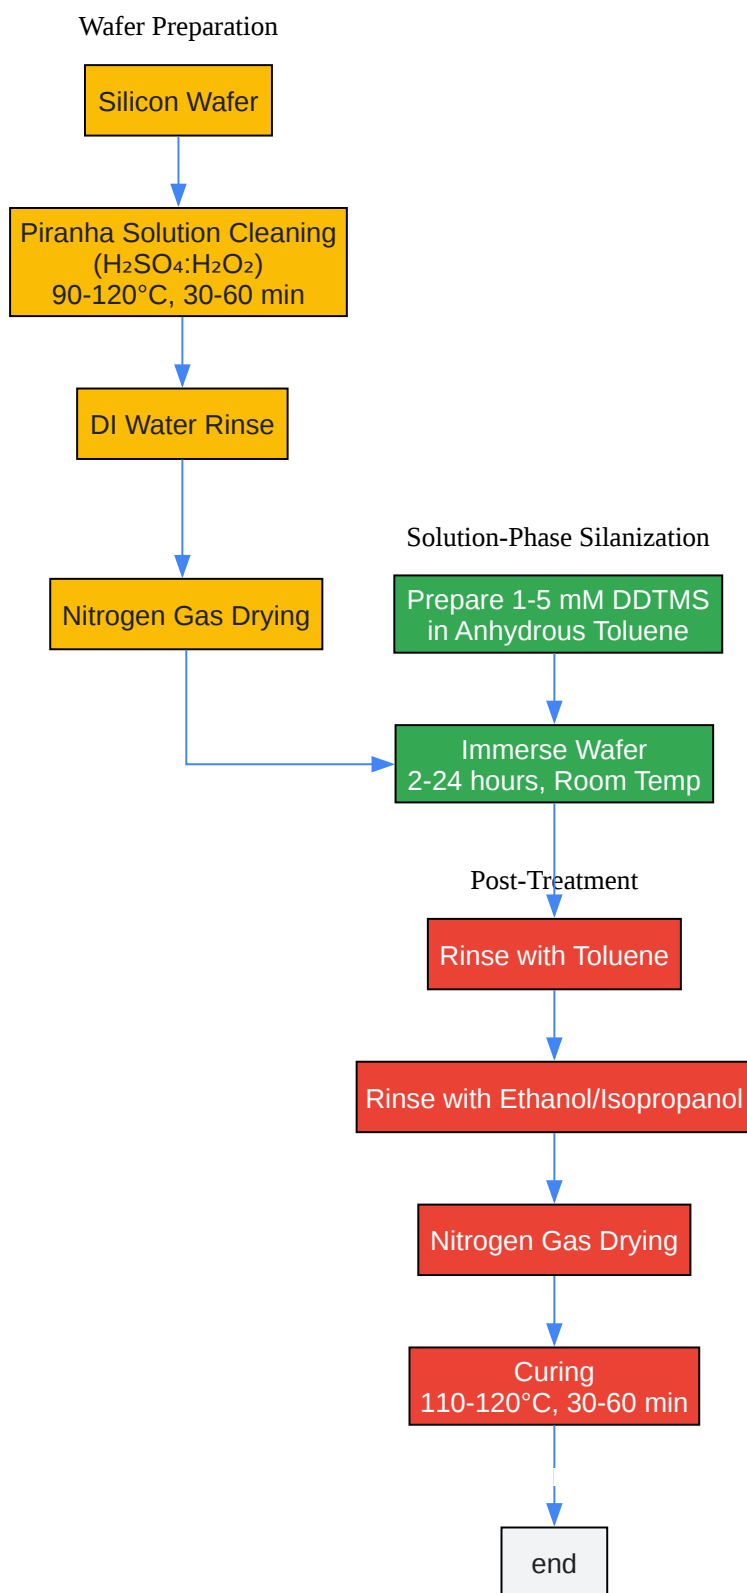 Wafer Preparation
Silicon Wafer
Piranha Solution Cleaning
(H₂SO₄:H₂O₂)
90-120°C, 30-60 min
DI Water Rinse
Nitrogen Gas Drying
Solution-Phase Silanization
Prepare 1-5 mM DDTMS
in Anhydrous Toluene
Immerse Wafer
2-24 hours, Room Temp
Post-Treatment
Rinse with Toluene
Rinse with Ethanol/Isopropanol
Nitrogen Gas Drying
Curing
110-120°C, 30-60 min
end